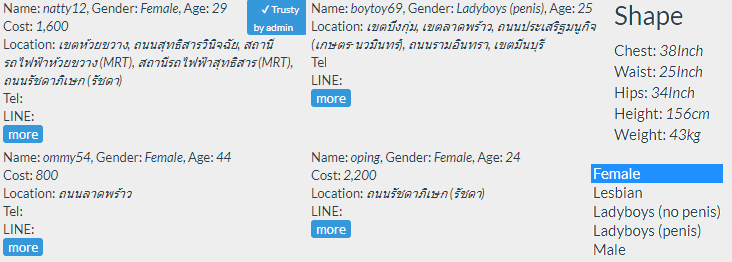 Name: natty12, Gender: Female, Age: 29
✓ Trusty
by admin
Cost: 1,600
Location: เขตห้วยขวาง, ถนนสุทธิสารวินิจฉัย, สถานี
รถไฟฟ้าห้วยขวาง (MRT), สถานีรถไฟฟ้าสุทธิสาร (MRT),
ถนนรัชดาภิเษก (รัชดา)
Tel:
LINE:
more
Name: boytoy69, Gender: Ladyboys (penis), Age: 25
Location: เขตบึงกุ่ม, เขตลาดพร้าว, ถนนประเสริฐมนูกิจ
(เกษตร นวมินทร์), ถนนรามอินทรา, เขตมีนบุรี
Tel
LINE:
more
Name: ommy54, Gender: Female, Age: 44
Cost: 800
Location: ถนนลาดพร้าว
Tel:
LINE:
more
Name: oping, Gender: Female, Age: 24
Cost: 2,200
Location: ถนนรัชดาภิเษก (รัชดา)
LINE:
more
Shape
Chest: 38Inch
Waist: 25Inch
Hips: 34Inch
Height: 156cm
Weight: 43kg
Female
Lesbian
Ladyboys (no penis)
Ladyboys (penis)
Male